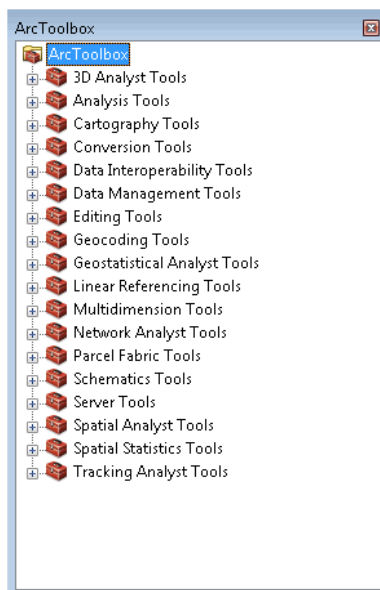 ArcToolbox
ArcToolbox
3D Analyst Tools
Analysis Tools
Cartography Tools
Conversion Tools
Data Interoperability Tools
Data Management Tools
Editing Tools
Geocoding Tools
Geostatistical Analyst Tools
Linear Referencing Tools
Multidimension Tools
Network Analyst Tools
Parcel Fabric Tools
Schematics Tools
Server Tools
Spatial Analyst Tools
Spatial Statistics Tools
Tracking Analyst Tools